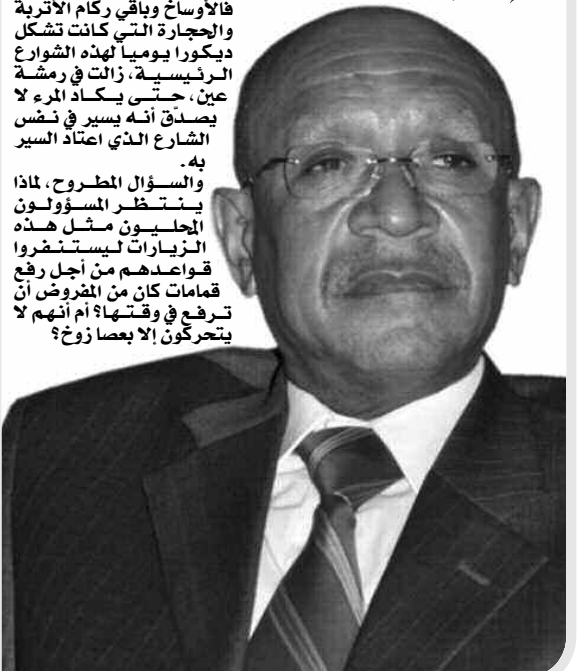 فالأوساخ وباقي ركام الأتربة
والحجارة التي كانت تشكل
ديكورا يوميا لهذه الشوارع
الرئيسية، زالت في رمشة
عين، حتى يكاد المرء لا
يصدّق أنه يسير في نفس
الشارع الذي اعتاد السير
به.
والسؤال المطروح، لماذا
ينتظر المسؤولون
المحليون مثل هذه
الزيارات ليستنفروا
قواعدهم من أجل رفع
قمامات كان من المفروض أن
ترفع في وقتها؟ أم أنهم لا
يتحركون إلا بعصا زوخ؟